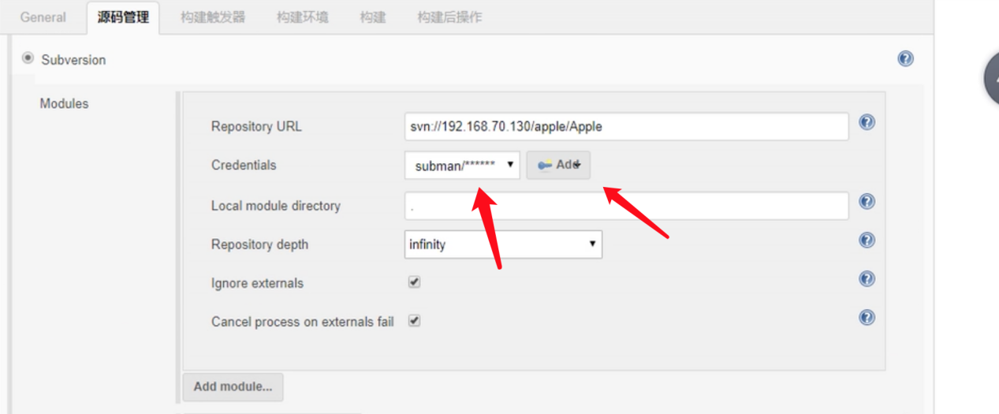 General 源码管理 构建触发器 构建环境 构建 构建后操作
Subversion
Modules
Repository URL svn://192.168.70.130/apple/Apple
Credentials subman/****** Add
Local module directory .
Repository depth infinity
Ignore externals
Cancel process on externals fail
Add module...